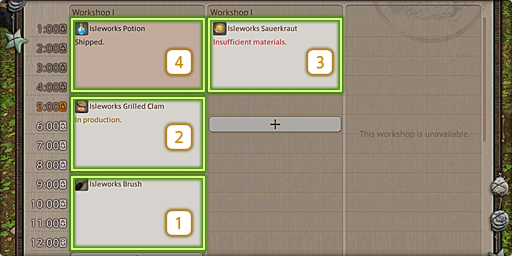 Workshop I
Workshop I
1:00
2:00
3:00
4:00
5:00
6:00
7:00
8:00
9:00
10:00
11:00
12:00
Isleworks Potion
Shipped.
4
Isleworks Sauerkraut
Insufficient materials.
3
Isleworks Grilled Clam
In production.
2
+
This workshop is unavailable.
Isleworks Brush
1